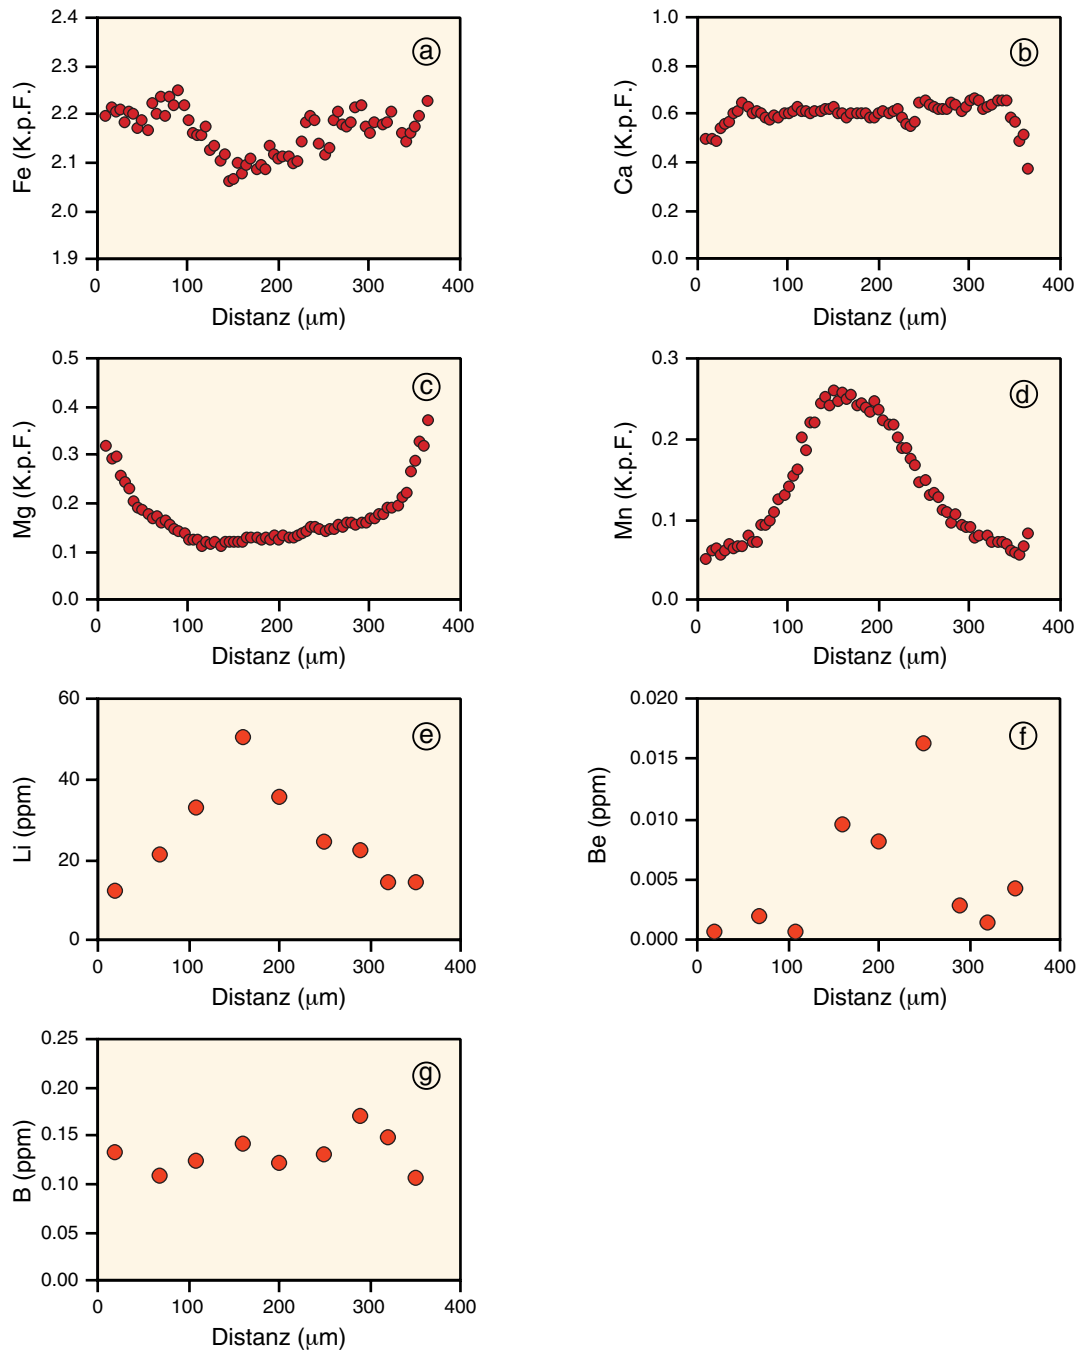 2.4
2.3
2.2
2.1
2.0
1.9
Fe (K.p.F.)
a
0 100 200 300 400
Distanz (μm)
1.0
0.8
0.6
0.4
0.2
0.0
Ca (K.p.F.)
b
0 100 200 300 400
Distanz (μm)
0.5
0.4
0.3
0.2
0.1
0.0
Mg (K.p.F.)
c
0 100 200 300 400
Distanz (μm)
0.3
0.2
0.1
0.0
Mn (K.p.F.)
d
0 100 200 300 400
Distanz (μm)
60
40
20
0
Li (ppm)
e
0 100 200 300 400
Distanz (μm)
0.020
0.015
0.010
0.005
0.000
Be (ppm)
f
0 100 200 300 400
Distanz (μm)
0.25
0.20
0.15
0.10
0.05
0.00
B (ppm)
g
0 100 200 300 400
Distanz (μm)